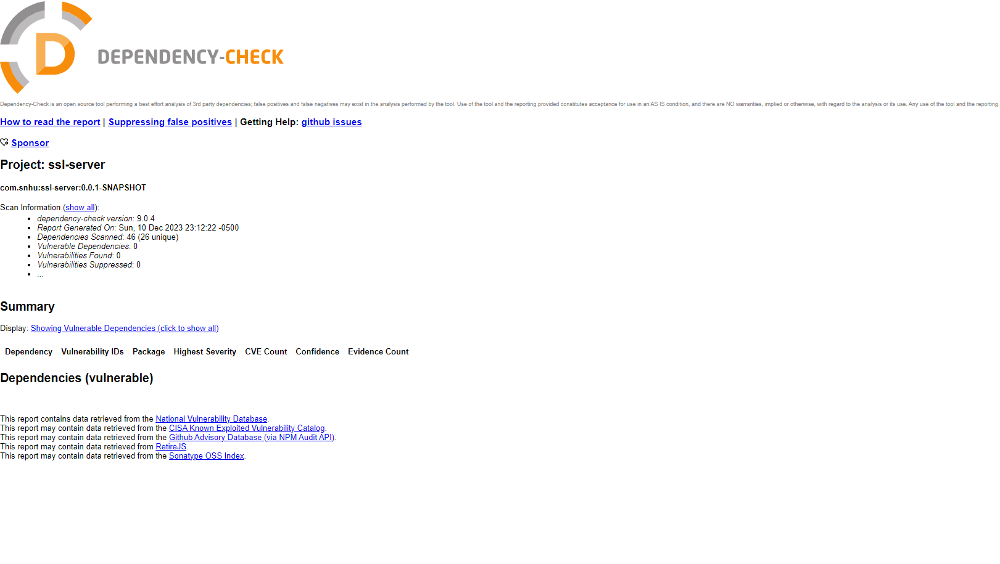 D
DEPENDENCY-CHECK
Dependency-Check is an open source tool performing a best effort analysis of 3rd party dependencies; false positives and false negatives may exist in the analysis performed by the tool. Use of the tool and the reporting provided constitutes acceptance for use in an AS IS condition, and there are NO warranties, implied or otherwise, with regard to the analysis or its use. Any use of the tool and the reporting
How to read the report | Suppressing false positives | Getting Help: github issues
Sponsor
Project: ssl-server
com.snhu:ssl-server:0.0.1-SNAPSHOT
Scan Information (show all):
• dependency-check version: 9.0.4
• Report Generated On: Sun, 10 Dec 2023 23:12:22 -0500
• Dependencies Scanned: 46 (26 unique)
• Vulnerable Dependencies: 0
• Vulnerabilities Found: 0
• Vulnerabilities Suppressed: 0
• ...
Summary
Display: Showing Vulnerable Dependencies (click to show all)
Dependency Vulnerability IDs Package Highest Severity CVE Count Confidence Evidence Count
Dependencies (vulnerable)
This report contains data retrieved from the National Vulnerability Database.
This report may contain data retrieved from the CISA Known Exploited Vulnerability Catalog.
This report may contain data retrieved from the Github Advisory Database (via NPM Audit API).
This report may contain data retrieved from RetireJS.
This report may contain data retrieved from the Sonatype OSS Index.